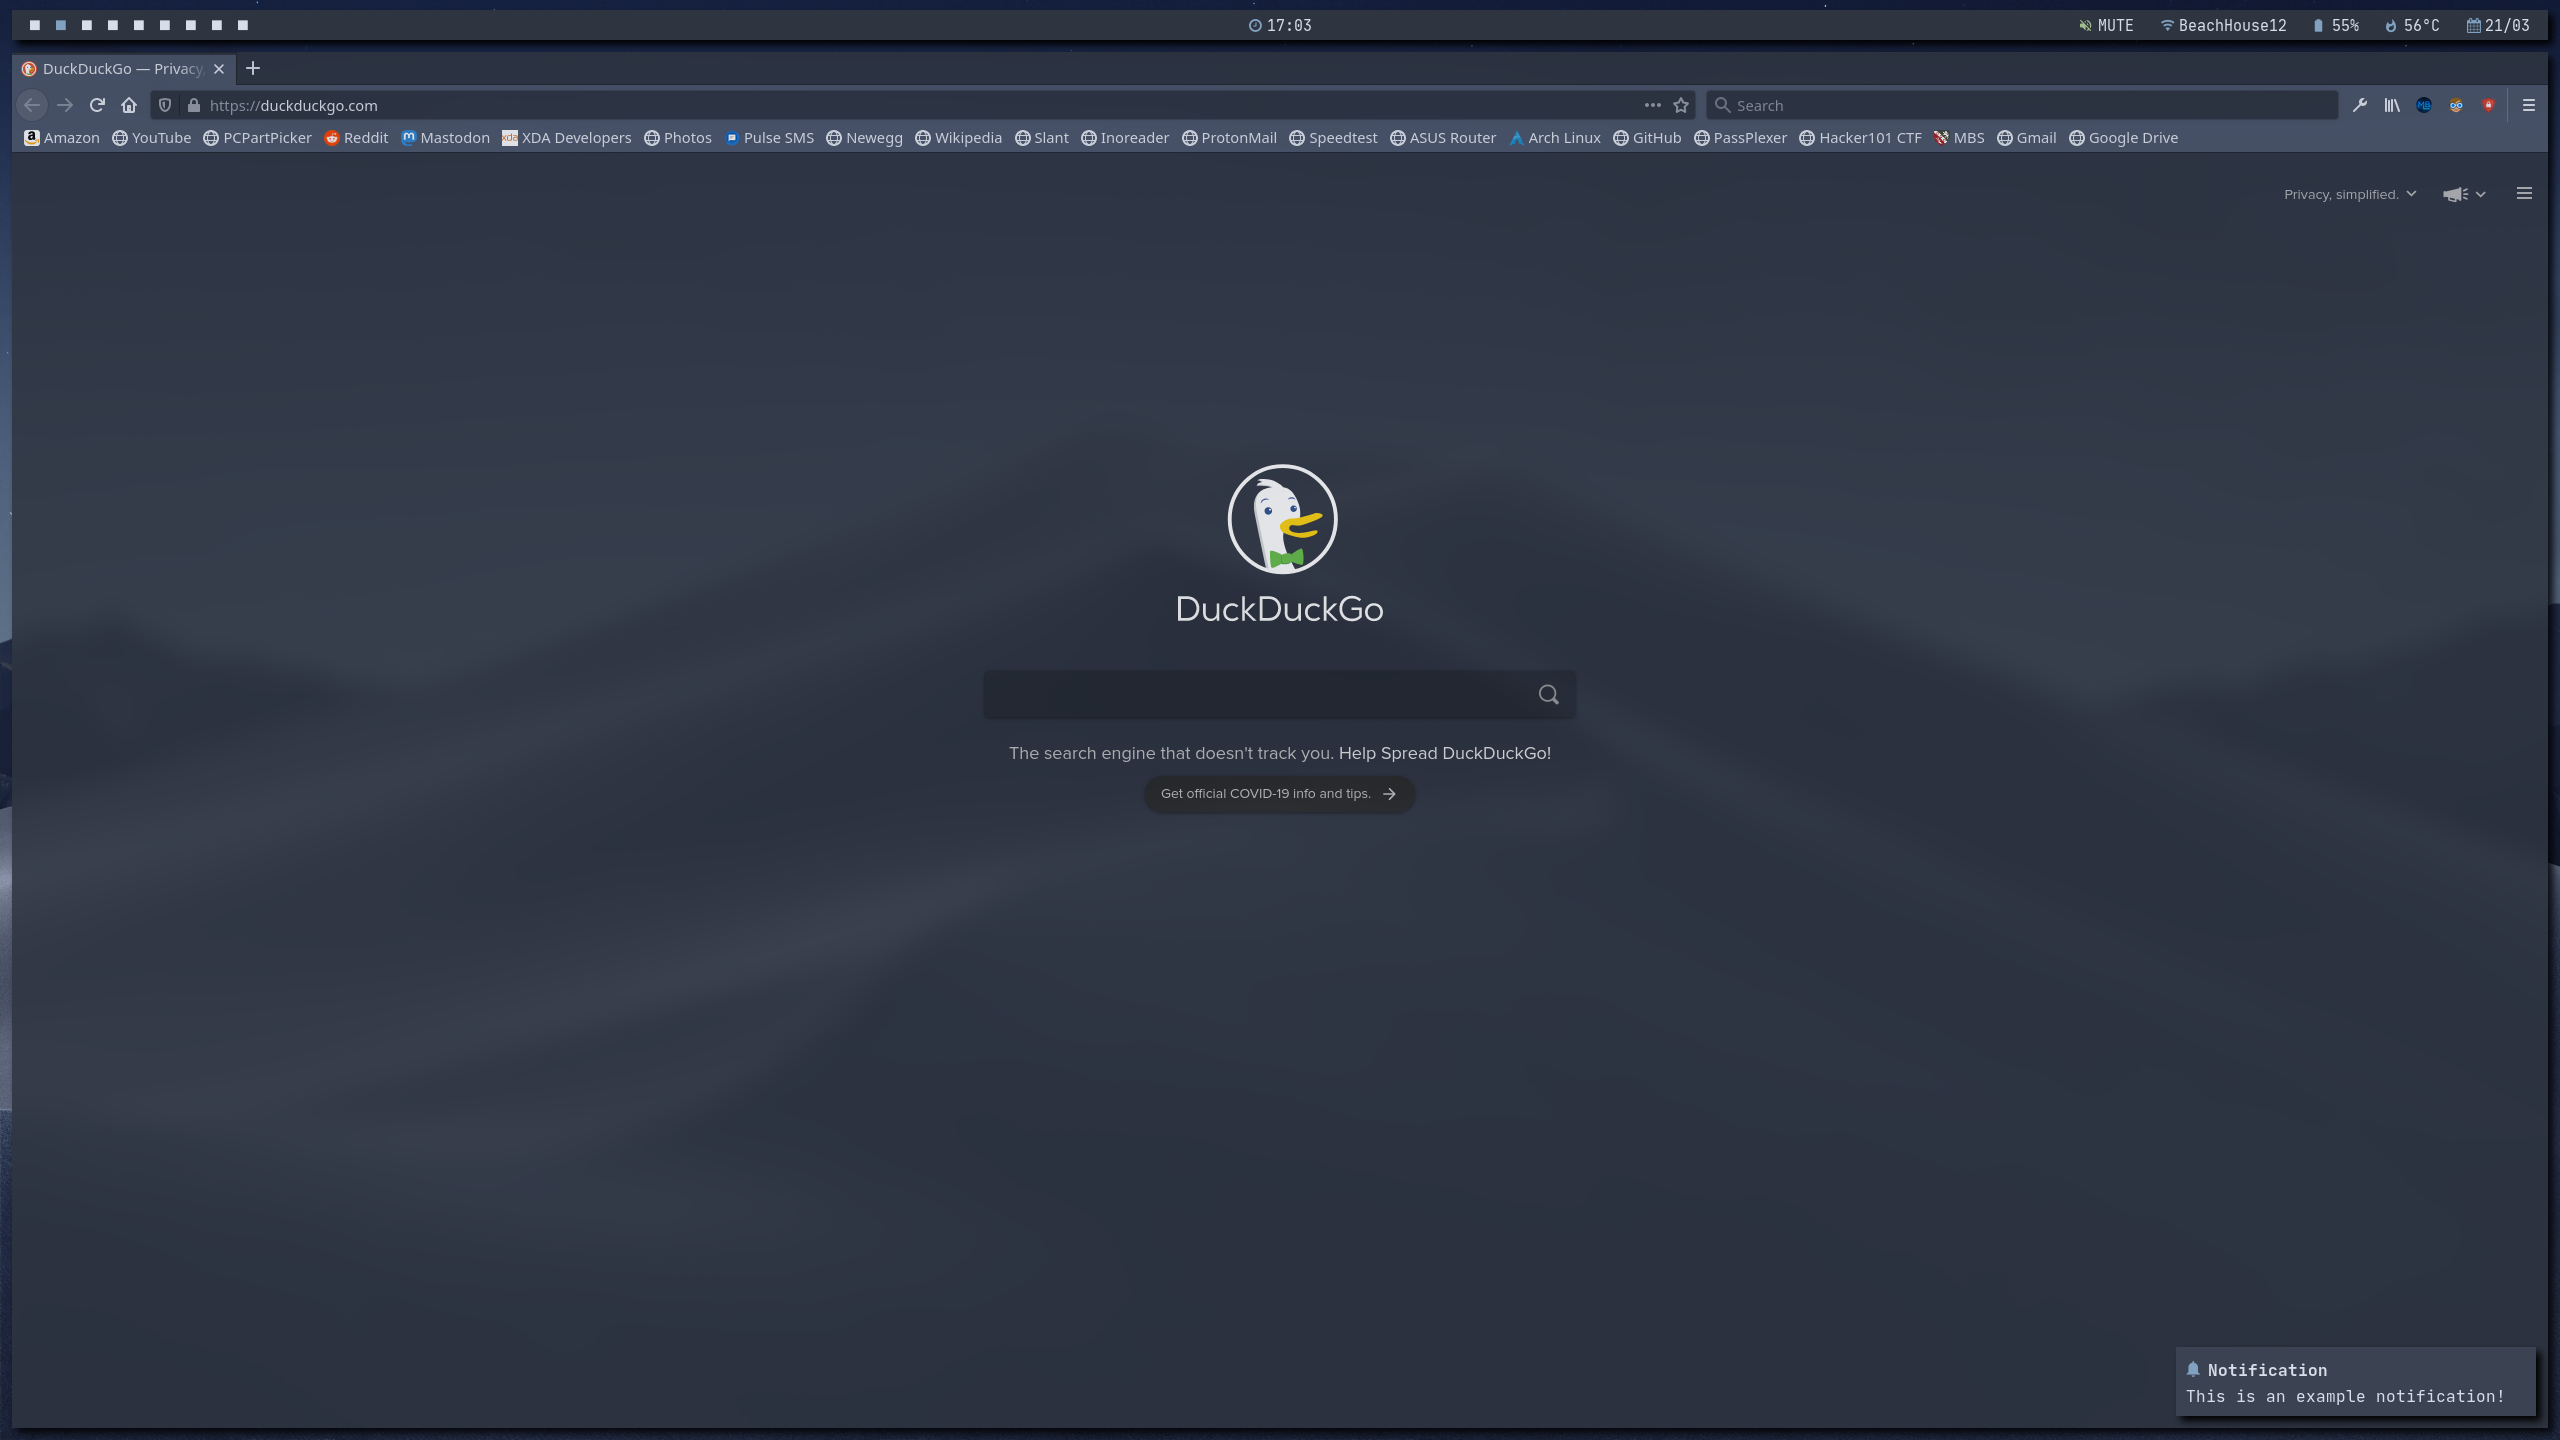 17:03
MUTE BeachHouse12 55% 56°C 21/03
DuckDuckGo — Privacy,
https://duckduckgo.com
Search
Amazon YouTube PCPartPicker Reddit Mastodon XDA Developers Photos Pulse SMS Newegg Wikipedia Slant Inoreader ProtonMail Speedtest ASUS Router Arch Linux GitHub PassPlexer Hacker101 CTF MBS Gmail Google Drive
Privacy, simplified.
DuckDuckGo
The search engine that doesn't track you. Help Spread DuckDuckGo!
Get official COVID-19 info and tips.
Notification
This is an example notification!